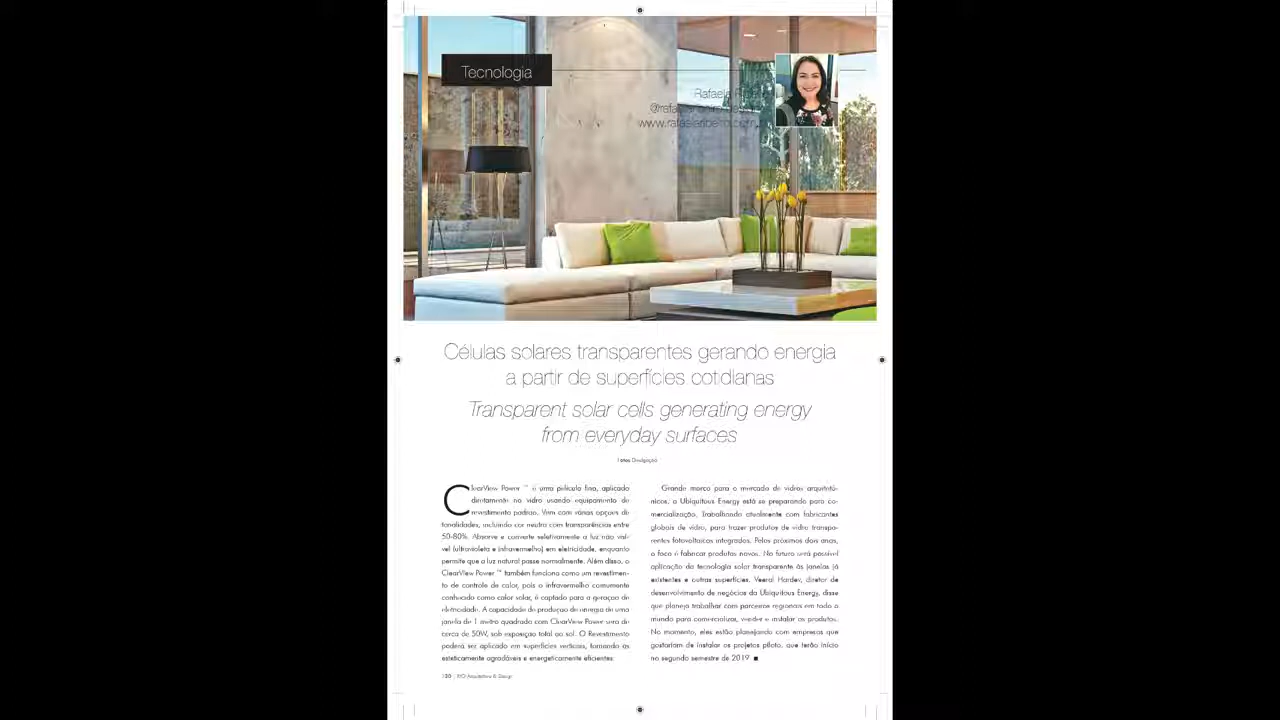 Tecnologia
Rafaela
www.rafaelaribeiro.com
Células solares transparentes gerando energia
a partir de superfícies cotidianas
Transparent solar cells generating energy
from everyday surfaces
Fotos Divulgação
ClearView Power ™ é uma película fina, aplicado
diretamente no vidro usando equipamento de
revestimento padrão. Vem com várias opções de
tonalidades, incluindo cor neutra com transparências entre
50-80%. Absorve e converte seletivamente a luz não visí-
vel (ultravioleta e infravermelho) em eletricidade, enquanto
permite que a luz natural passe normalmente. Além disso, o
ClearView Power ™ também funciona como um revestimen-
to de controle de calor, pois o infravermelho comumente
conhecido como calor solar, é captado para a geração de
eletricidade. A capacidade de produção de energia de uma
janela de 1 metro quadrado com ClearView Power será de
cerca de 50W, sob exposição total ao sol. O Revestimento
poderá ser aplicado em superfícies verticais, tornando as
esteticamente agradáveis e energeticamente eficientes.
Grande marco para o mercado de vidros arquitetô-
nicos, a Ubiquitous Energy está se preparando para co-
mercialização. Trabalhando atualmente com fabricantes
globais de vidro, para trazer produtos de vidro transpa-
rentes fotovoltaicos integrados. Pelos próximos dois anos,
o foco é fabricar produtos novos. No futuro será possível
aplicação da tecnologia solar transparente às janelas já
existentes e outras superfícies. Veeral Hardev, diretor de
desenvolvimento de negócios da Ubiquitous Energy, disse
que planeja trabalhar com parceiros regionais em todo o
mundo para comercializar, vender e instalar os produtos.
No momento, eles estão planejando com empresas que
gostariam de instalar os projetos piloto, que terão início
no segundo semestre de 2019 ■
Arquitetura & Design